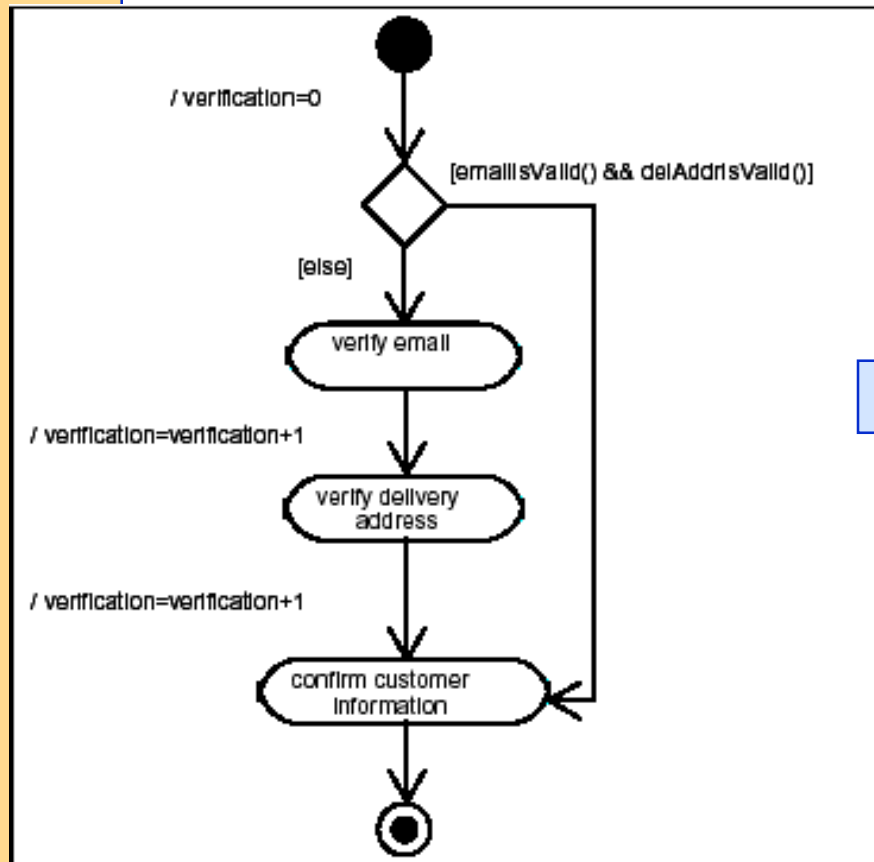 / verification=0
[emailIsValid() && delAddrIsValid()]
[else]
verify email
/ verification=verification+1
verify delivery
address
/ verification=verification+1
confirm customer
information